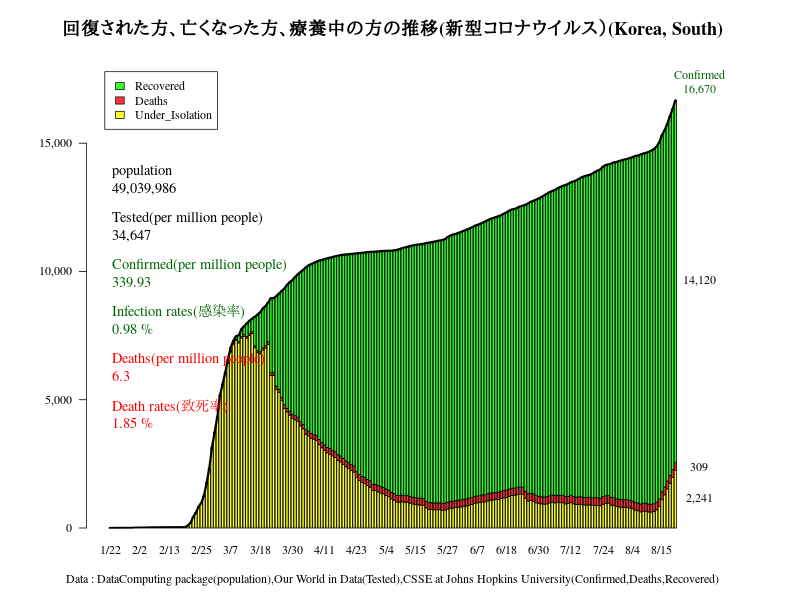 回復された方、亡くなった方、療養中の方の推移(新型コロナウイルス)(Korea, South)
Confirmed
16,670
Recovered
Deaths
Under_Isolation
15,000
10,000
5,000
0
population
49,039,986
Tested(per million people)
34,647
Confirmed(per million people)
339.93
Infection rates(感染率)
0.98 %
Deaths(per million people)
6.3
Death rates(致死率)
1.85 %
14,120
309
2,241
1/22 2/2 2/13 2/25 3/7 3/18 3/30 4/11 4/23 5/4 5/15 5/27 6/7 6/18 6/30 7/12 7/24 8/4 8/15
Data : DataComputing package(population),Our World in Data(Tested),CSSE at Johns Hopkins University(Confirmed,Deaths,Recovered)